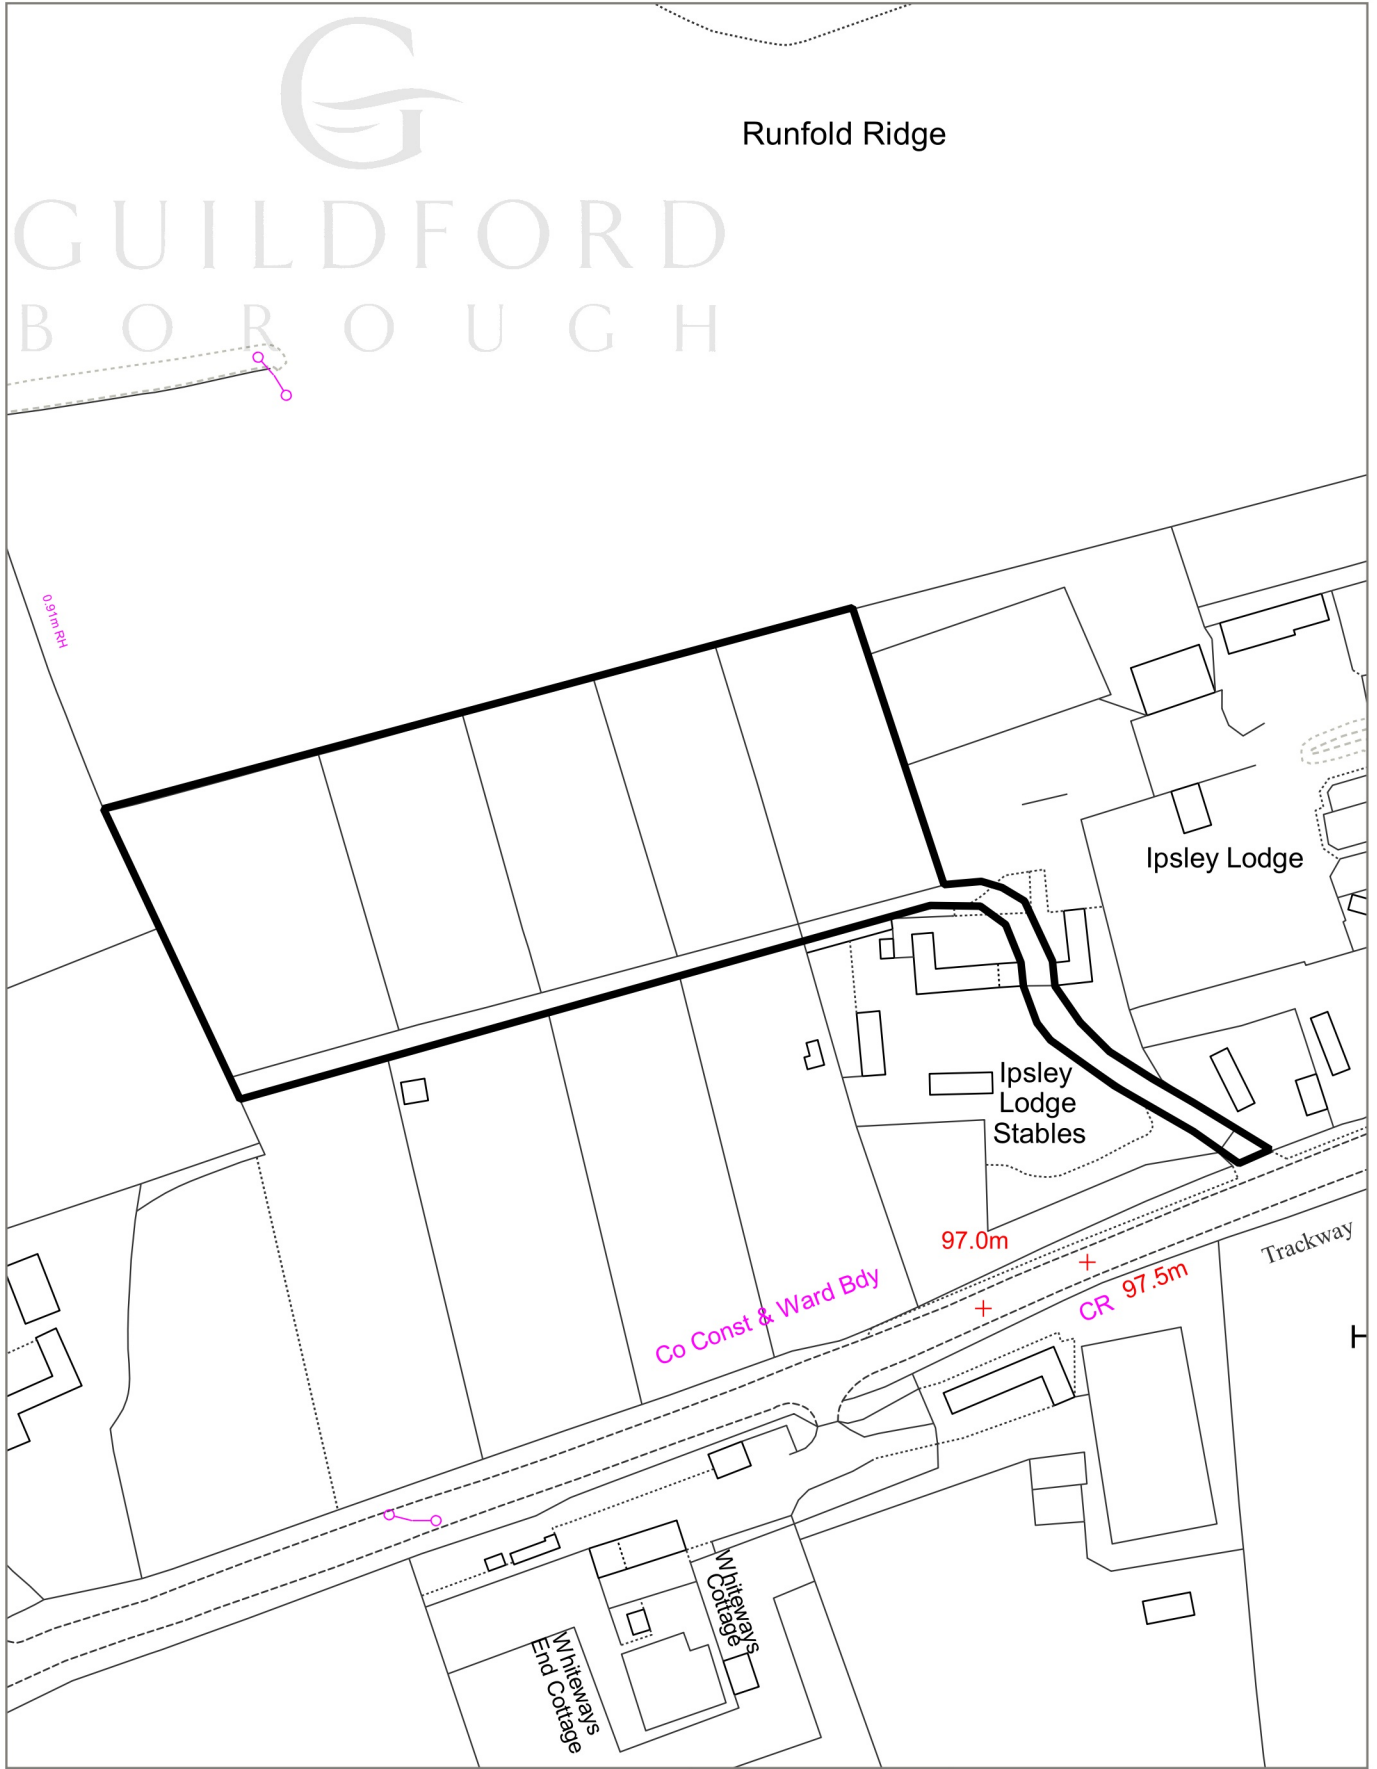 Runfold Ridge
GUILDFORD
BOROUGH
0.91m RH
Ipsley Lodge
Ipsley
Lodge
Stables
97.0m
Trackway
97.5m
CR
Co Const & Ward Bdy
H
Whiteways
Cottage
Whiteways
End Cottage